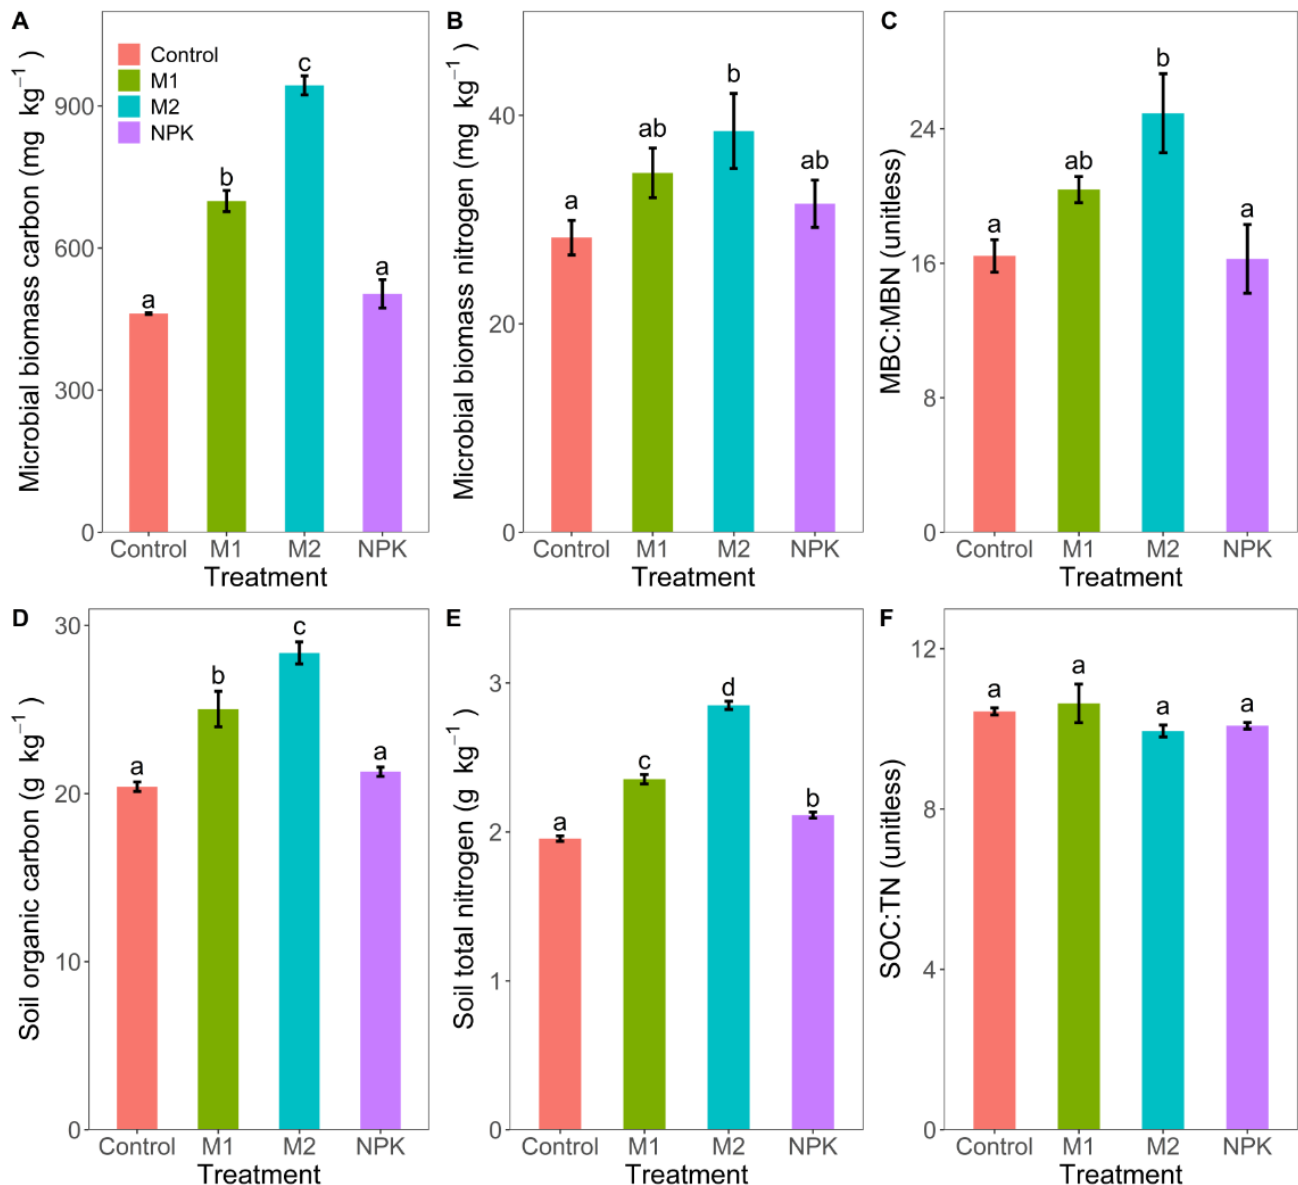 A
Microbial biomass carbon (mg kg⁻¹ )
900
600
300
0
Control
M1
M2
NPK
a
b
c
a
Control M1 M2 NPK
Treatment
B
Microbial biomass nitrogen (mg kg⁻¹ )
40
20
0
a
ab
b
ab
Control M1 M2 NPK
Treatment
C
MBC:MBN (unitless)
24
16
8
0
a
ab
b
a
Control M1 M2 NPK
Treatment
D
Soil organic carbon (g kg⁻¹ )
30
20
10
0
a
b
c
a
Control M1 M2 NPK
Treatment
E
Soil total nitrogen (g kg⁻¹ )
3
2
1
0
a
c
d
b
Control M1 M2 NPK
Treatment
F
SOC:TN (unitless)
12
8
4
0
a
a
a
a
Control M1 M2 NPK
Treatment